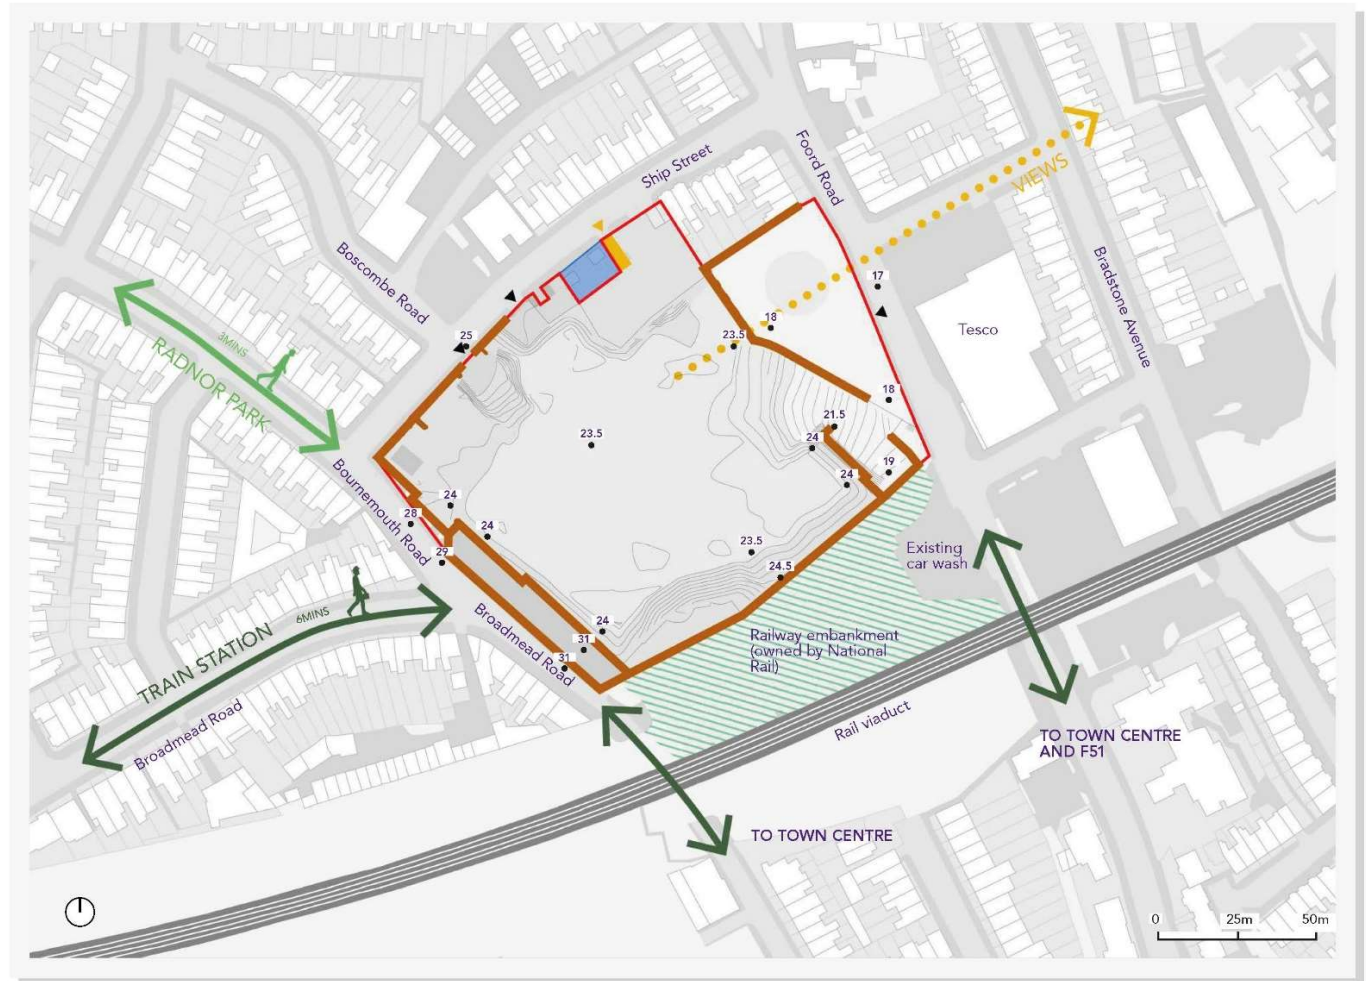 Ship Street
Foord Road
VIEWS
Boscombe Road
Bradstone Avenue
17
18
25
23.5
Tesco
3MINS
RADNOR PARK
18
21.5
24
23.5
19
24
Bournemouth Road
24
28
24
29
23.5
24.5
Existing
car wash
6MINS
TRAIN STATION
Broadmead Road
24
31
31
Railway embankment
(owned by National
Rail)
Broadmead Road
Rail viaduct
TO TOWN CENTRE
AND F51
TO TOWN CENTRE
0 25m 50m